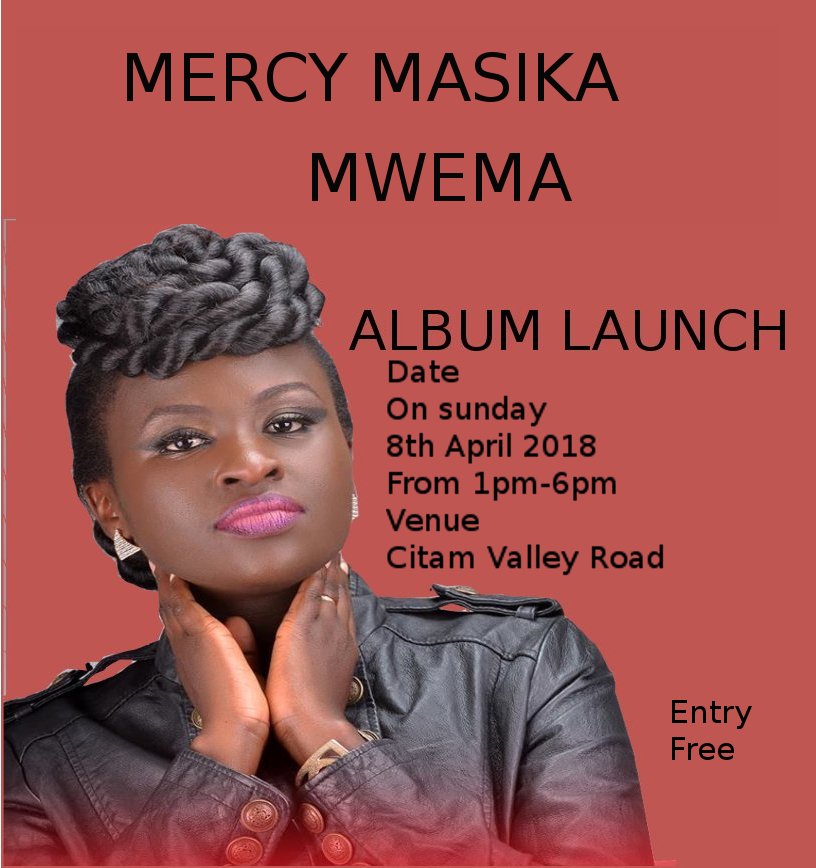 MERCY MASIKA
MWEMA
ALBUM LAUNCH
Date
On sunday
8th April 2018
From 1pm-6pm
Venue
Citam Valley Road
Entry
Free